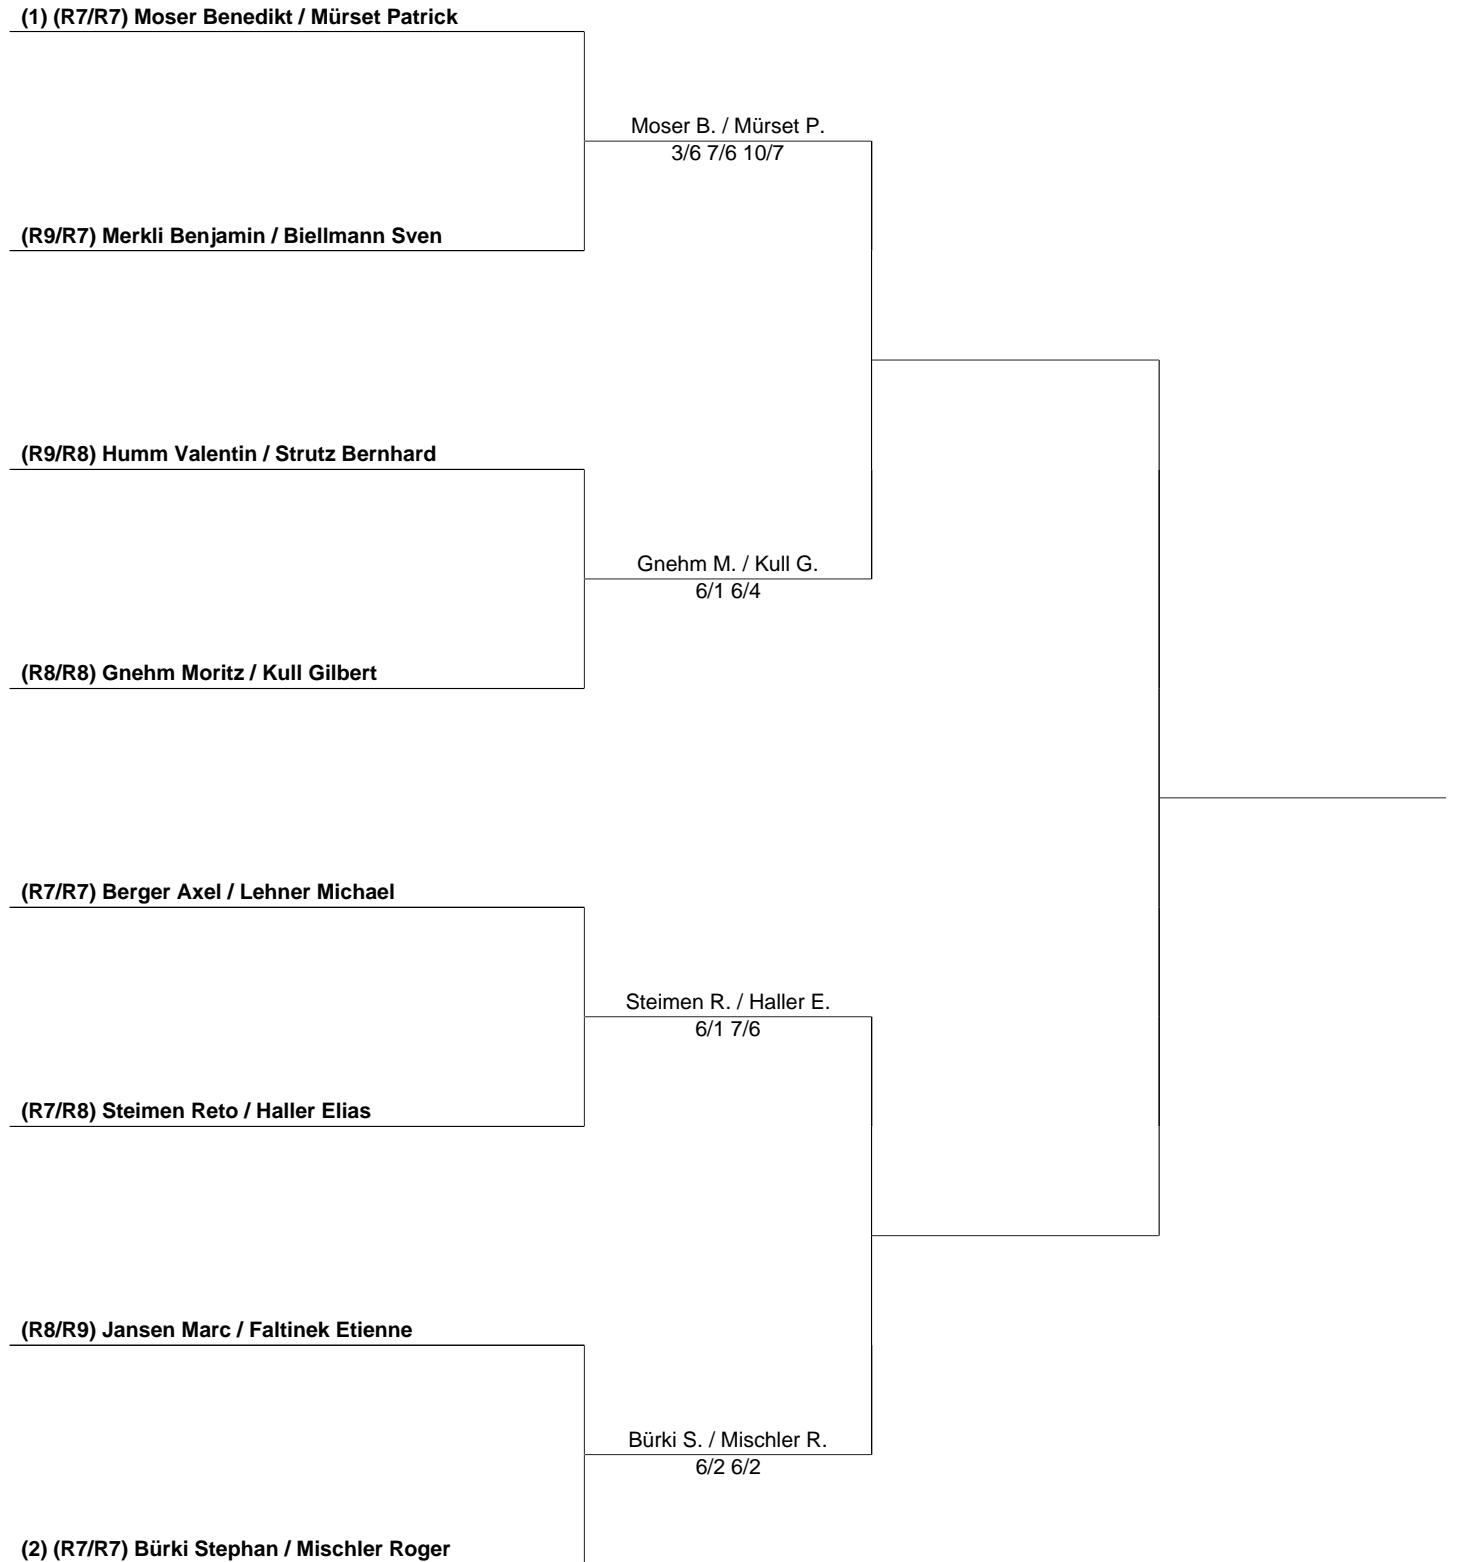 (1) (R7/R7) Moser Benedikt / Mürset Patrick
Moser B. / Mürset P.
3/6 7/6 10/7
(R9/R7) Merkli Benjamin / Biellmann Sven
(R9/R8) Humm Valentin / Strutz Bernhard
Gnehm M. / Kull G.
6/1 6/4
(R8/R8) Gnehm Moritz / Kull Gilbert
(R7/R7) Berger Axel / Lehner Michael
Steimen R. / Haller E.
6/1 7/6
(R7/R8) Steimen Reto / Haller Elias
(R8/R9) Jansen Marc / Faltinek Etienne
Bürki S. / Mischler R.
6/2 6/2
(2) (R7/R7) Bürki Stephan / Mischler Roger